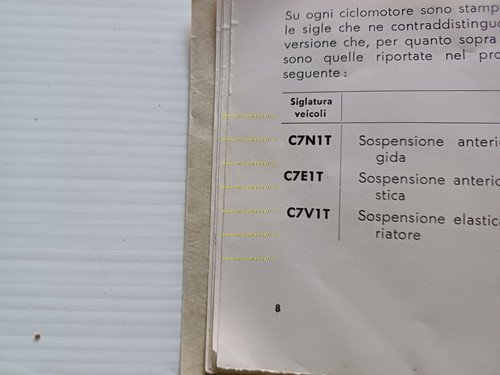 Su ogni ciclomotore sono stamp
le sigle che ne contraddistingu
versione che, per quanto sopra
sono quelle riportate nel pro
seguente:
Siglatura
veicoli
C7N1T Sospensione anterio
gida
C7E1T Sospensione anterio
stica
C7V1T Sospensione elastica
riatore
8